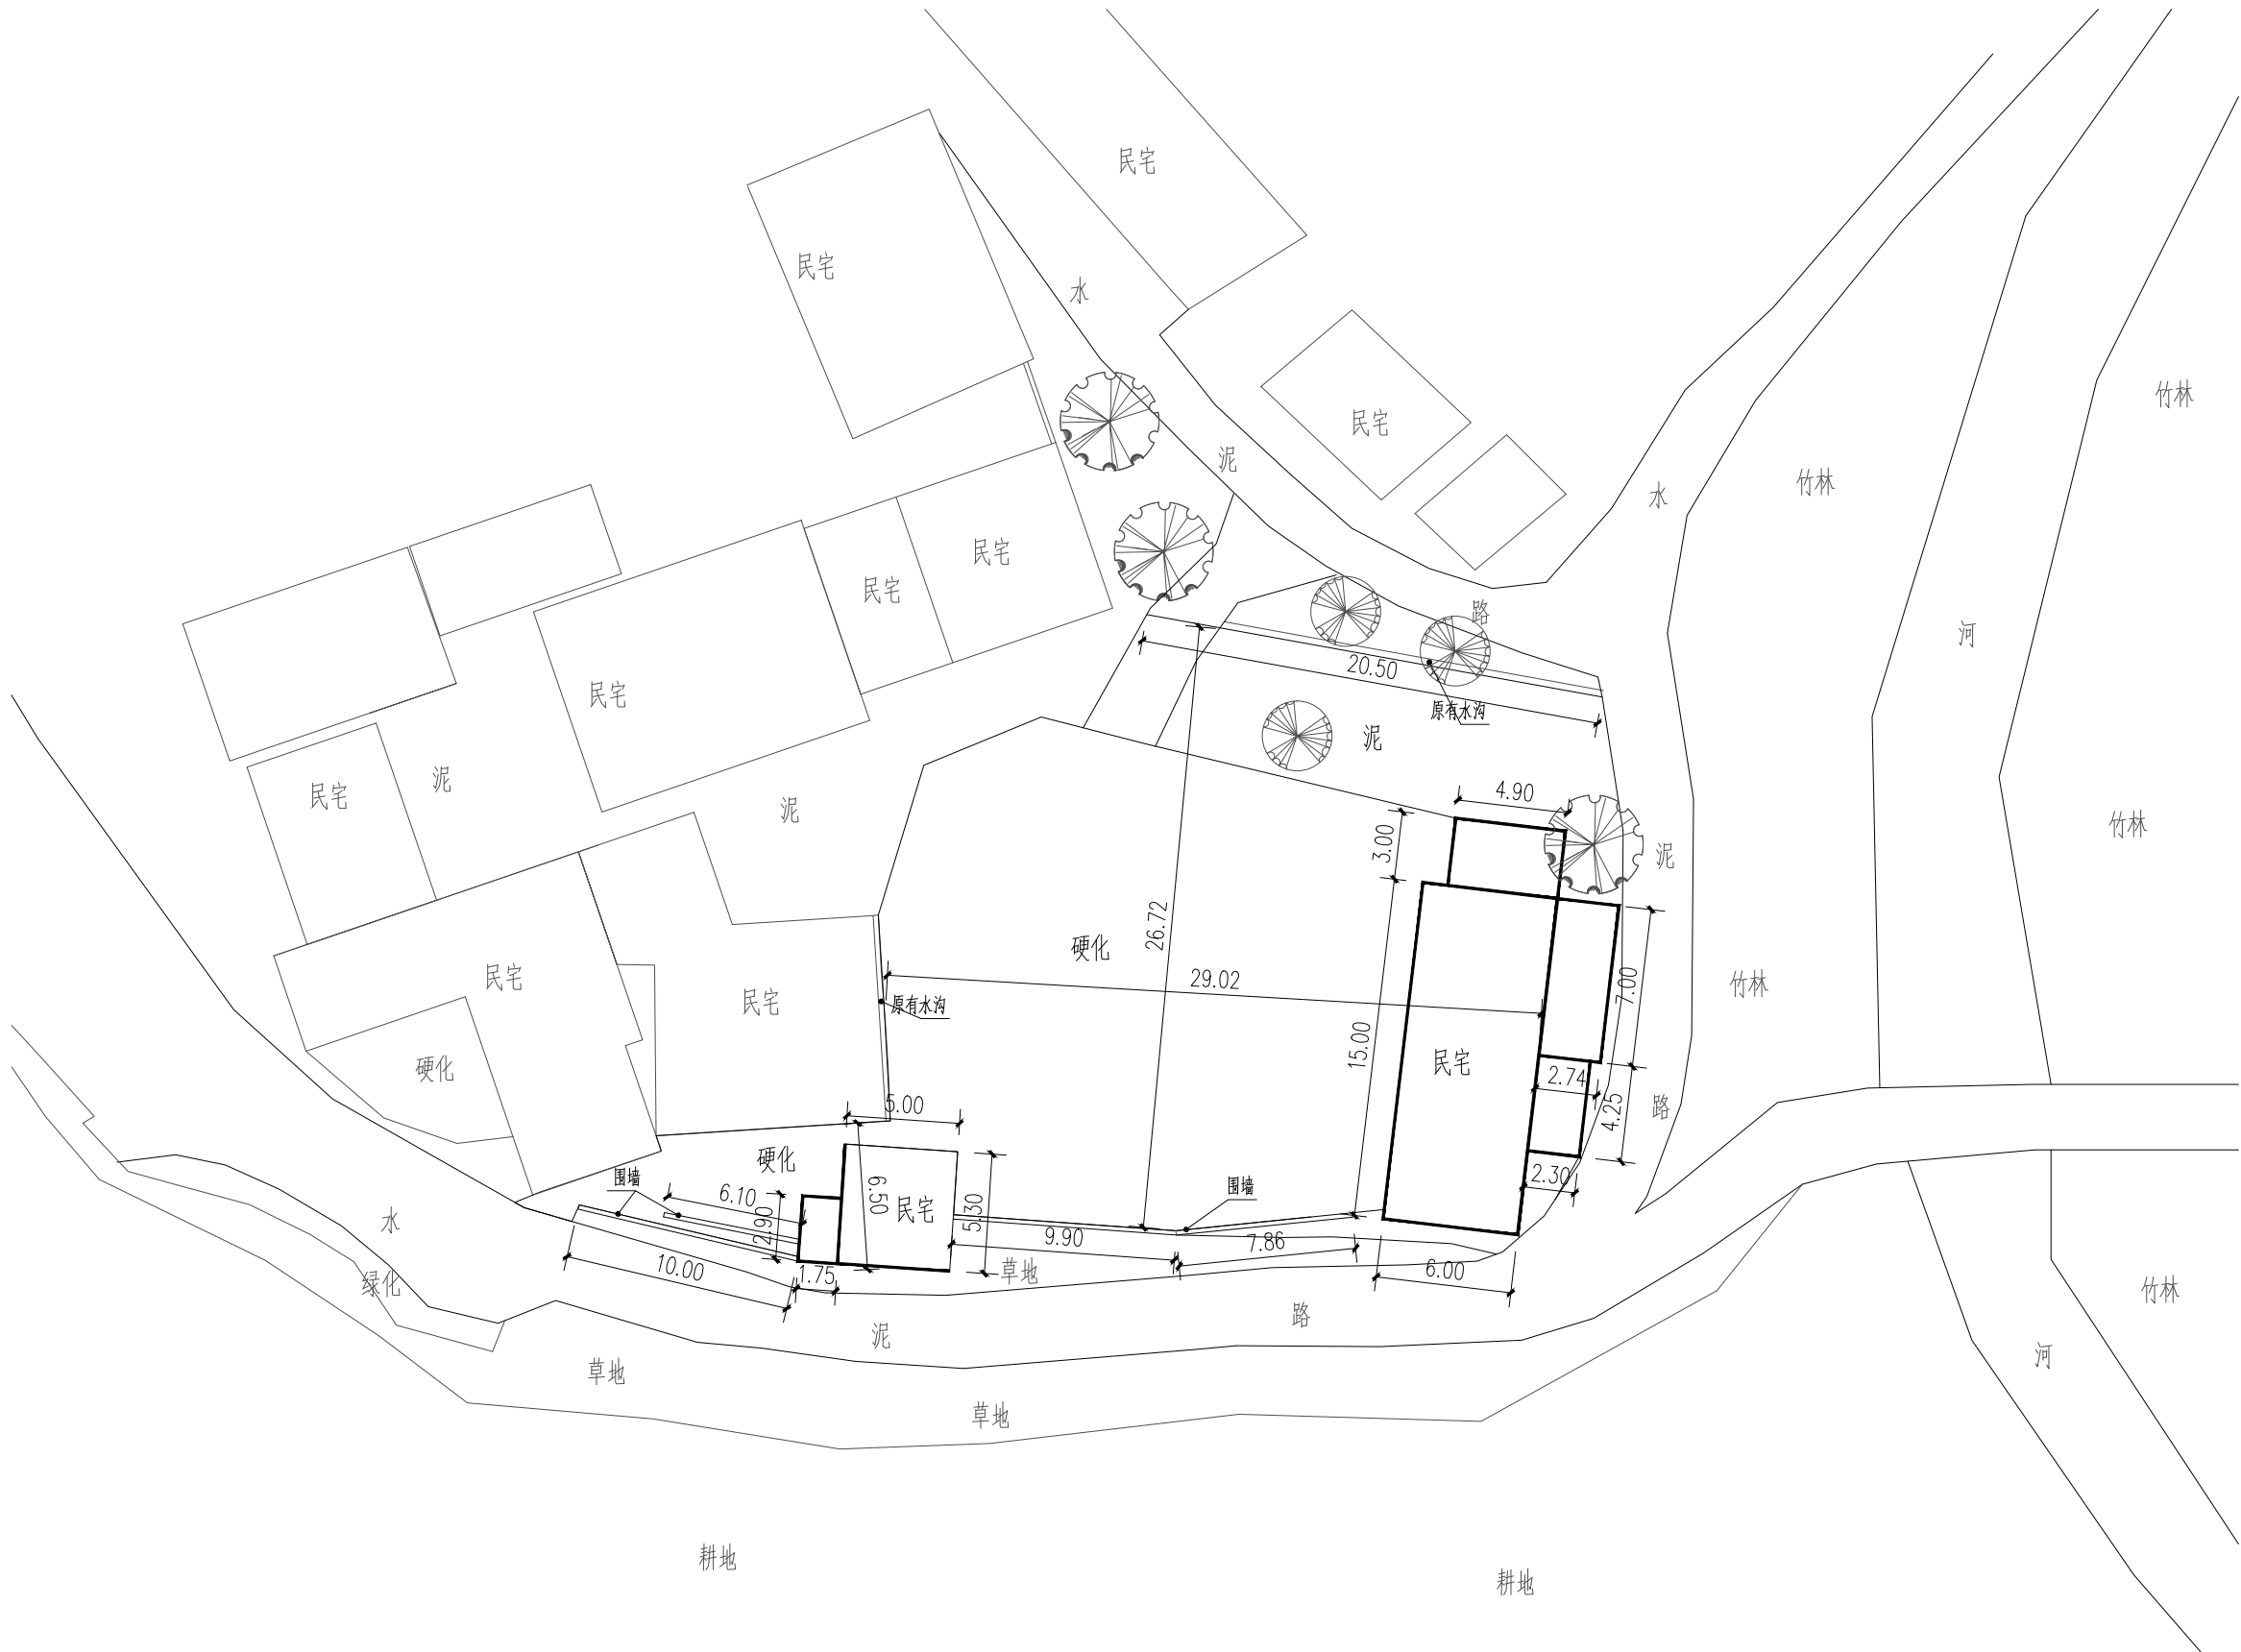 民宅
民宅
水
竹林
民宅
泥
竹林
水
民宅
民宅
路
河
20.50
民宅
原有水沟
泥
泥
民宅
4.90
泥
竹林
3.00
泥
26.72
硬化
民宅
29.02
7.00
竹林
民宅
原有水沟
15.00
民宅
硬化
2.74
5.00
4.25
路
硬化
围墙
2.30
围墙
6.10
6.50
民宅
5.30
2.90
水
9.90
7.86
10.00
1.75
草地
6.00
绿化
竹林
路
泥
河
草地
草地
耕地
耕地